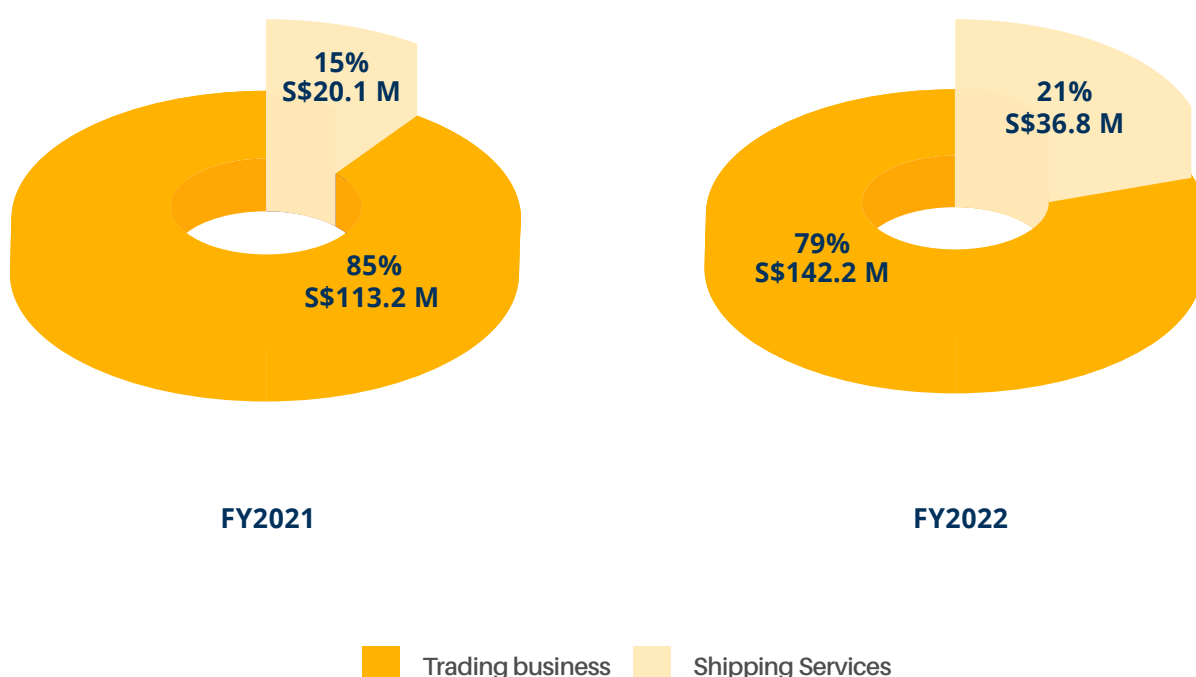 15%
S$20.1 M
85%
S$113.2 M
21%
S$36.8 M
79%
S$142.2 M
FY2021
FY2022
Trading business
Shipping Services